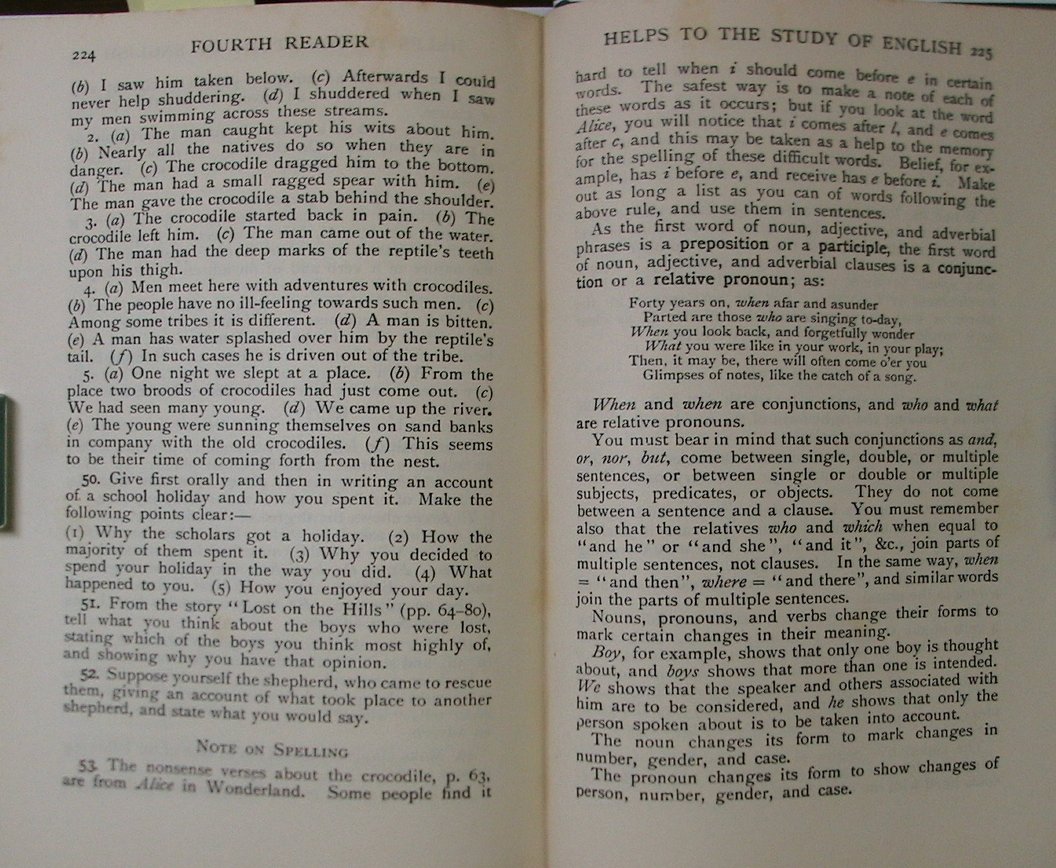 224
FOURTH READER
(b) I saw him taken below. (c) Afterwards I could
never help shuddering. (d) I shuddered when I saw
my men swimming across these streams.
2. (a) The man caught kept his wits about him.
(b) Nearly all the natives do so when they are in
danger. (c) The crocodile dragged him to the bottom.
(d) The man had a small ragged spear with him. (e)
The man gave the crocodile a stab behind the shoulder.
3. (a) The crocodile started back in pain. (b) The
crocodile left him. (c) The man came out of the water.
(d) The man had the deep marks of the reptile's teeth
upon his thigh.
4. (a) Men meet here with adventures with crocodiles.
(b) The people have no ill-feeling towards such men. (c)
Among some tribes it is different. (d) A man is bitten.
(e) A man has water splashed over him by the reptile's
tail. (f) In such cases he is driven out of the tribe.
5. (a) One night we slept at a place. (b) From the
place two broods of crocodiles had just come out. (c)
We had seen many young. (d) We came up the river.
(e) The young were sunning themselves on sand banks
in company with the old crocodiles. (f) This seems
to be their time of coming forth from the nest.
50. Give first orally and then in writing an account
of a school holiday and how you spent it. Make the
following points clear:—
(1) Why the scholars got a holiday. (2) How the
majority of them spent it. (3) Why you decided to
spend your holiday in the way you did. (4) What
happened to you. (5) How you enjoyed your day.
51. From the story "Lost on the Hills" (pp. 64-80),
tell what you think about the boys who were lost,
stating which of the boys you think most highly of,
and showing why you have that opinion.
52. Suppose yourself the shepherd, who came to rescue
them, giving an account of what took place to another
shepherd, and state what you would say.
NOTE ON SPELLING
53. The nonsense verses about the crocodile, p. 63,
are from Alice in Wonderland. Some people find it
HELPS TO THE STUDY OF ENGLISH 225
hard to tell when i should come before e in certain
words. The safest way is to make a note of each of
these words as it occurs; but if you look at the word
Alice, you will notice that i comes after l, and e comes
after c, and this may be taken as a help to the memory
for the spelling of these difficult words. Belief, for ex-
ample, has i before e, and receive has e before i. Make
out as long a list as you can of words following the
above rule, and use them in sentences.
As the first word of noun, adjective, and adverbial
phrases is a preposition or a participle, the first word
of noun, adjective, and adverbial clauses is a conjunc-
tion or a relative pronoun; as:
Forty years on, when afar and asunder
Parted are those who are singing to-day,
When you look back, and forgetfully wonder
What you were like in your work, in your play;
Then, it may be, there will often come o'er you
Glimpses of notes, like the catch of a song.
When and when are conjunctions, and who and what
are relative pronouns.
You must bear in mind that such conjunctions as and,
or, nor, but, come between single, double, or multiple
sentences, or between single or double or multiple
subjects, predicates, or objects. They do not come
between a sentence and a clause. You must remember
also that the relatives who and which when equal to
"and he" or "and she", "and it", &c., join parts of
multiple sentences, not clauses. In the same way, when
= "and then", where = "and there", and similar words
join the parts of multiple sentences.
Nouns, pronouns, and verbs change their forms to
mark certain changes in their meaning.
Boy, for example, shows that only one boy is thought
about, and boys shows that more than one is intended.
We shows that the speaker and others associated with
him are to be considered, and he shows that only the
person spoken about is to be taken into account.
The noun changes its form to mark changes in
number, gender, and case.
The pronoun changes its form to show changes of
person, number, gender, and case.